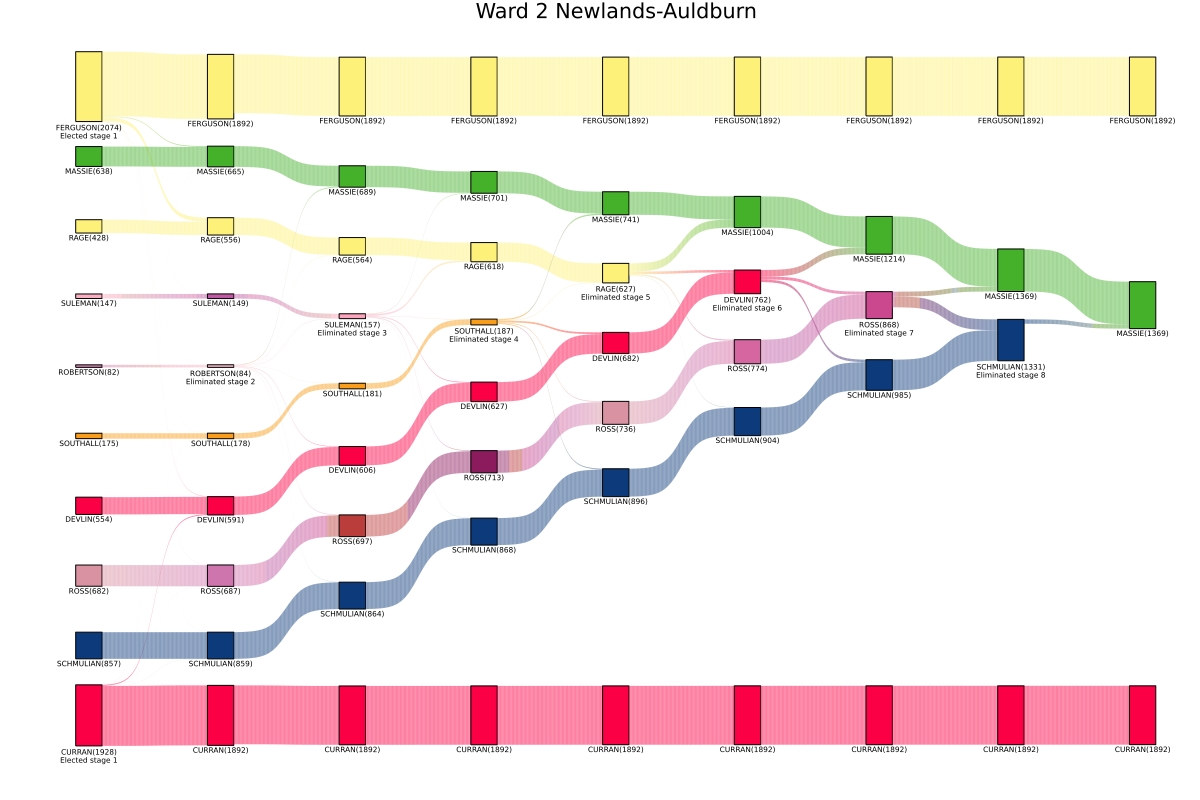 Ward 2 Newlands-Auldburn
FERGUSON(2074)
Elected stage 1
FERGUSON(1892)
FERGUSON(1892)
FERGUSON(1892)
FERGUSON(1892)
FERGUSON(1892)
FERGUSON(1892)
FERGUSON(1892)
FERGUSON(1892)
MASSIE(638)
MASSIE(665)
MASSIE(689)
MASSIE(701)
MASSIE(741)
MASSIE(1004)
MASSIE(1214)
MASSIE(1369)
MASSIE(1369)
RAGE(428)
RAGE(556)
RAGE(564)
RAGE(618)
RAGE(627)
Eliminated stage 5
SULEMAN(147)
SULEMAN(149)
SULEMAN(157)
Eliminated stage 3
ROBERTSON(82)
ROBERTSON(84)
Eliminated stage 2
SOUTHALL(175)
SOUTHALL(178)
SOUTHALL(181)
SOUTHALL(187)
Eliminated stage 4
DEVLIN(554)
DEVLIN(591)
DEVLIN(606)
DEVLIN(627)
DEVLIN(682)
DEVLIN(762)
Eliminated stage 6
ROSS(682)
ROSS(687)
ROSS(697)
ROSS(713)
ROSS(736)
ROSS(774)
ROSS(868)
Eliminated stage 7
SCHMULIAN(857)
SCHMULIAN(859)
SCHMULIAN(864)
SCHMULIAN(868)
SCHMULIAN(896)
SCHMULIAN(904)
SCHMULIAN(985)
SCHMULIAN(1331)
Eliminated stage 8
CURRAN(1928)
Elected stage 1
CURRAN(1892)
CURRAN(1892)
CURRAN(1892)
CURRAN(1892)
CURRAN(1892)
CURRAN(1892)
CURRAN(1892)
CURRAN(1892)